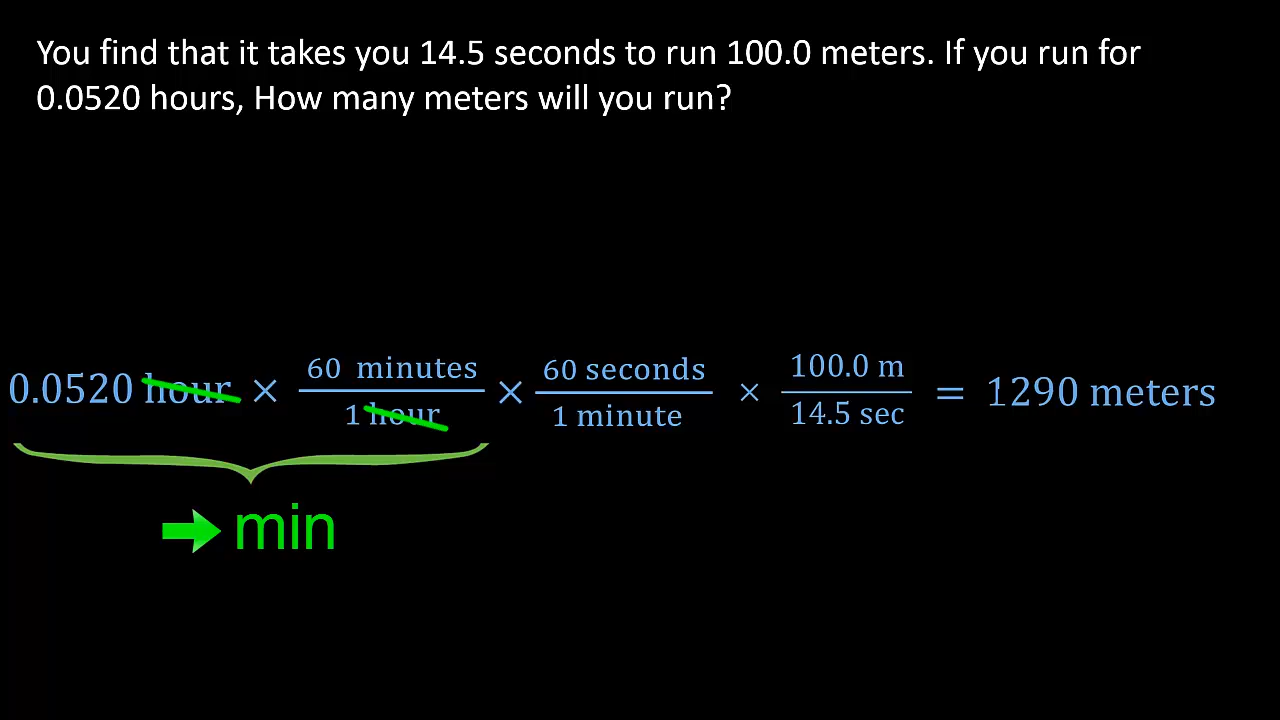 You find that it takes you 14.5 seconds to run 100.0 meters. If you run for
0.0520 hours, How many meters will you run?
0.0520 hour × 60 minutes / 1 hour × 60 seconds / 1 minute × 100.0 m / 14.5 sec = 1290 meters
min